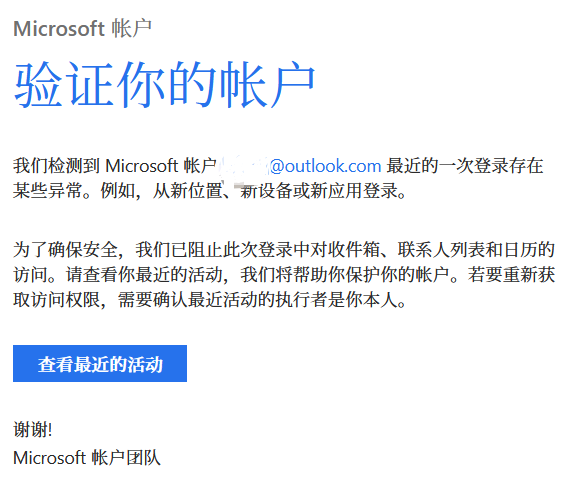 Microsoft 帐户
验证你的帐户
我们检测到 Microsoft 帐户 @outlook.com 最近的一次登录存在
某些异常。例如，从新位置、新设备或新应用登录。
为了确保安全，我们已阻止此次登录中对收件箱、联系人列表和日历的
访问。请查看你最近的活动，我们将帮助你保护你的帐户。若要重新获
取访问权限，需要确认最近活动的执行者是你本人。
查看最近的活动
谢谢!
Microsoft 帐户团队